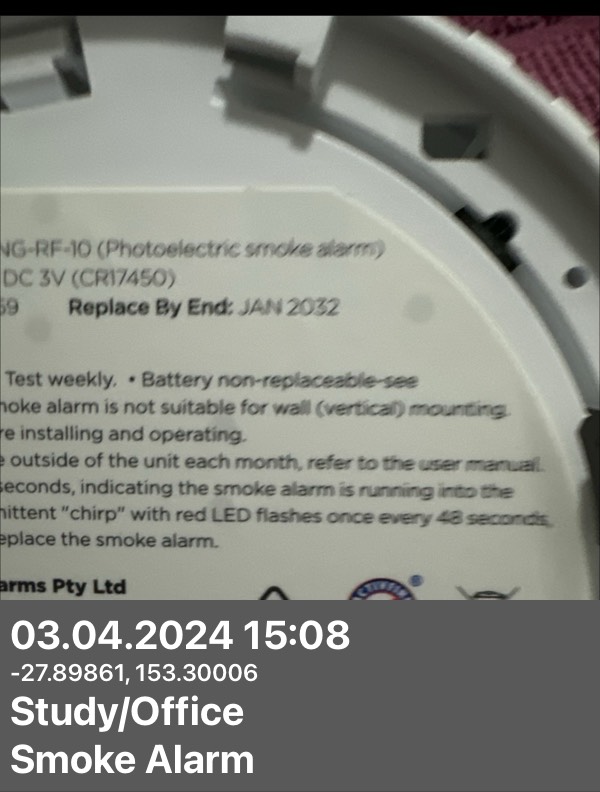 NG-RF-10 (Photoelectric smoke alarm)
DC 3V (CR17450)
59 Replace By End: JAN 2032
Test weekly. • Battery non-replaceable-see
moke alarm is not suitable for wall (vertical) mounting.
re installing and operating.
e outside of the unit each month, refer to the user manual.
seconds, indicating the smoke alarm is running into the
mittent "chirp" with red LED flashes once every 48 seconds,
eplace the smoke alarm.
arms Pty Ltd
®
03.04.2024 15:08
-27.89861, 153.30006
Study/Office
Smoke Alarm